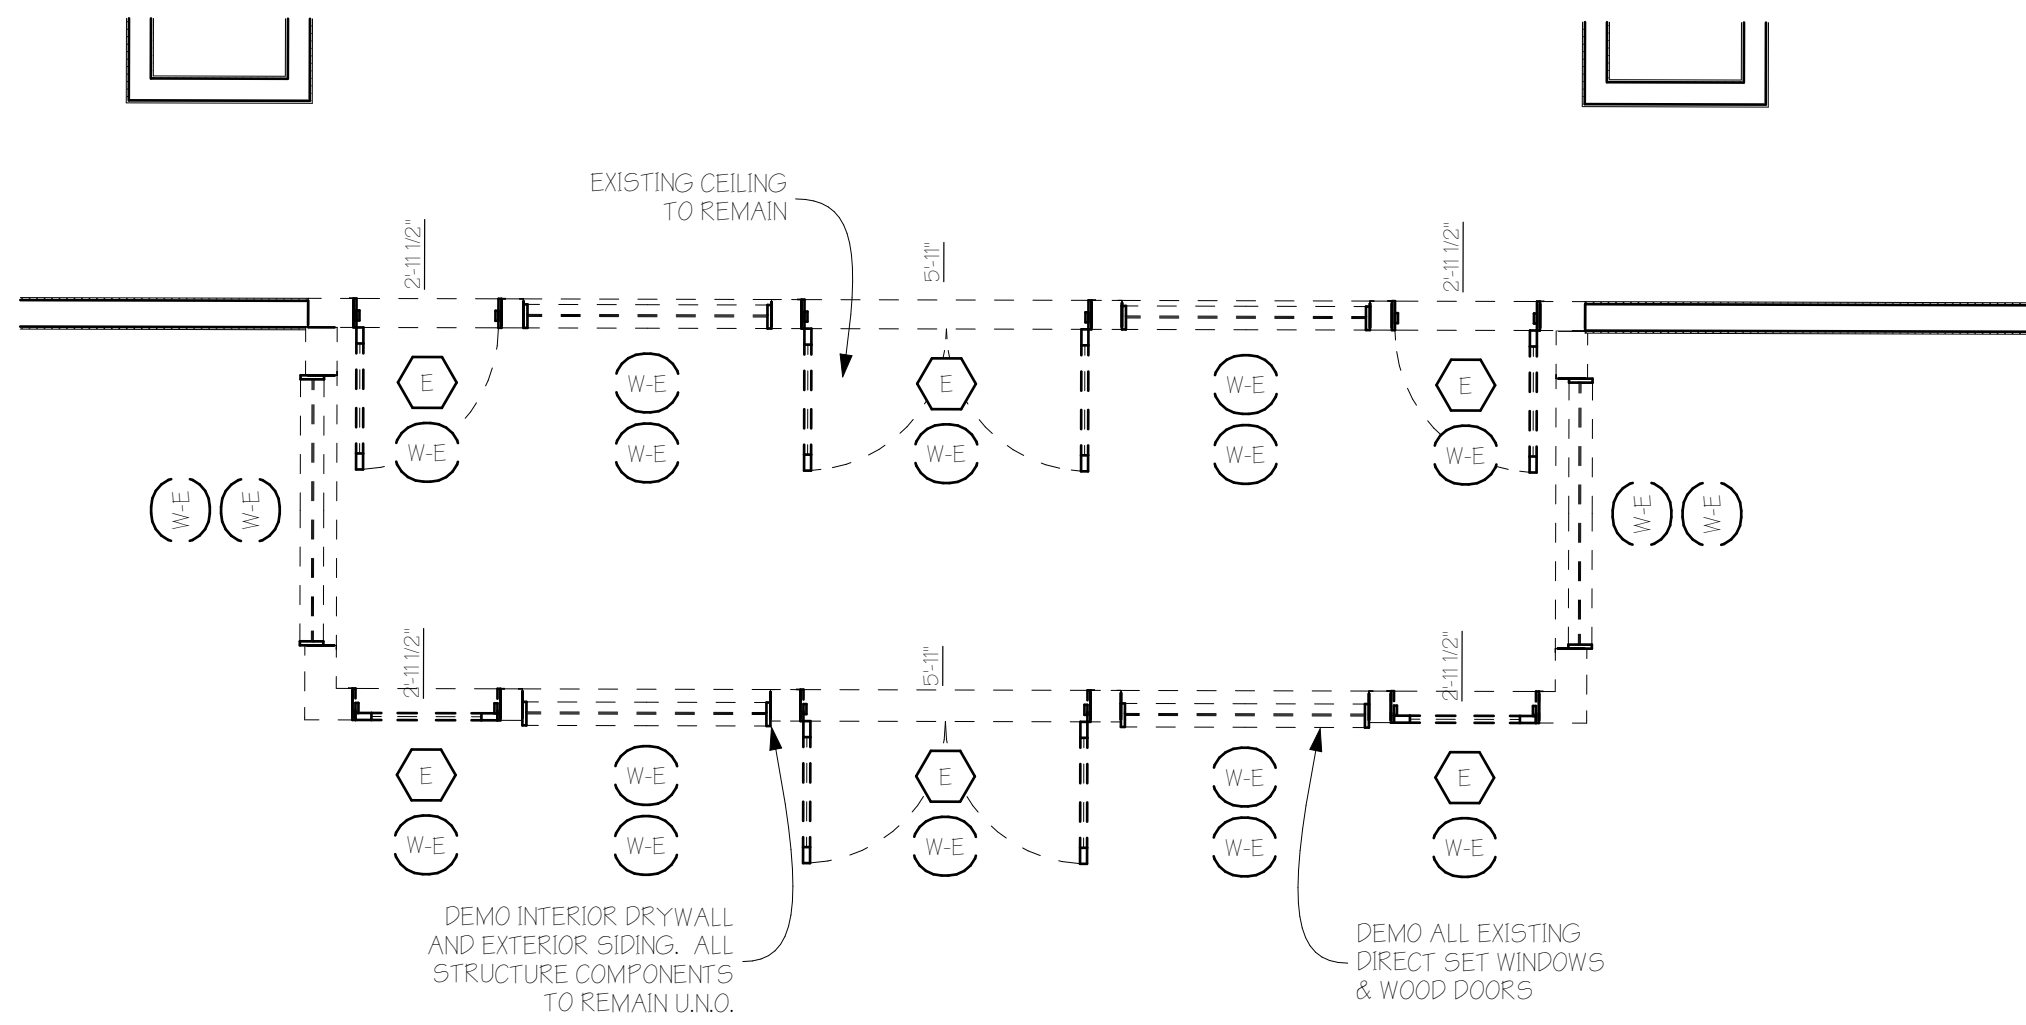 EXISTING CEILING
TO REMAIN
2'-11 1/2"
5'-11"
2'-11 1/2"
E
W-E
E
W-E
E
W-E
W-E
W-E
W-E
W-E
W-E
W-E
W-E
W-E
W-E
2'-11 1/2"
5'-11"
2'-11 1/2"
E
W-E
E
W-E
E
W-E
W-E
W-E
W-E
W-E
DEMO INTERIOR DRYWALL
AND EXTERIOR SIDING.  ALL
STRUCTURE COMPONENTS
TO REMAIN U.N.O.
DEMO ALL EXISTING
DIRECT SET WINDOWS
& WOOD DOORS